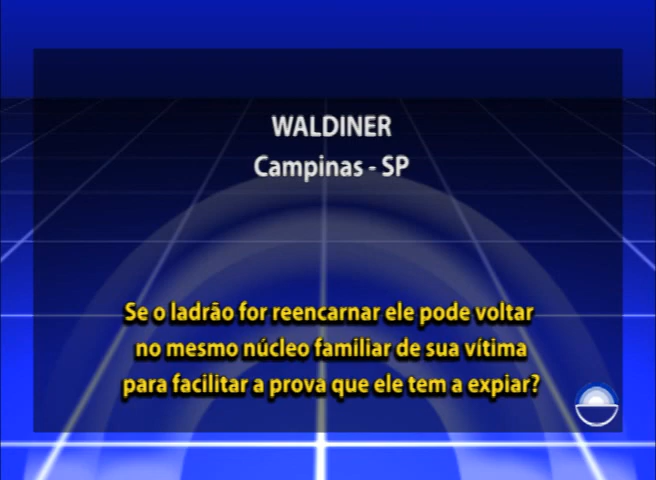 WALDINER
Campinas - SP
Se o ladrão for reencarnar ele pode voltar
no mesmo núcleo familiar de sua vítima
para facilitar a prova que ele tem a expiar?